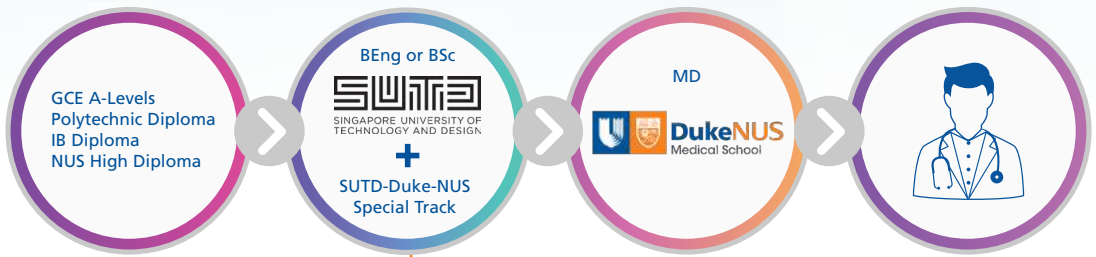 GCE A-Levels
Polytechnic Diploma
IB Diploma
NUS High Diploma
BEng or BSc
SUTD
SINGAPORE UNIVERSITY OF
TECHNOLOGY AND DESIGN
+
SUTD-Duke-NUS
Special Track
MD
DukeNUS
Medical School